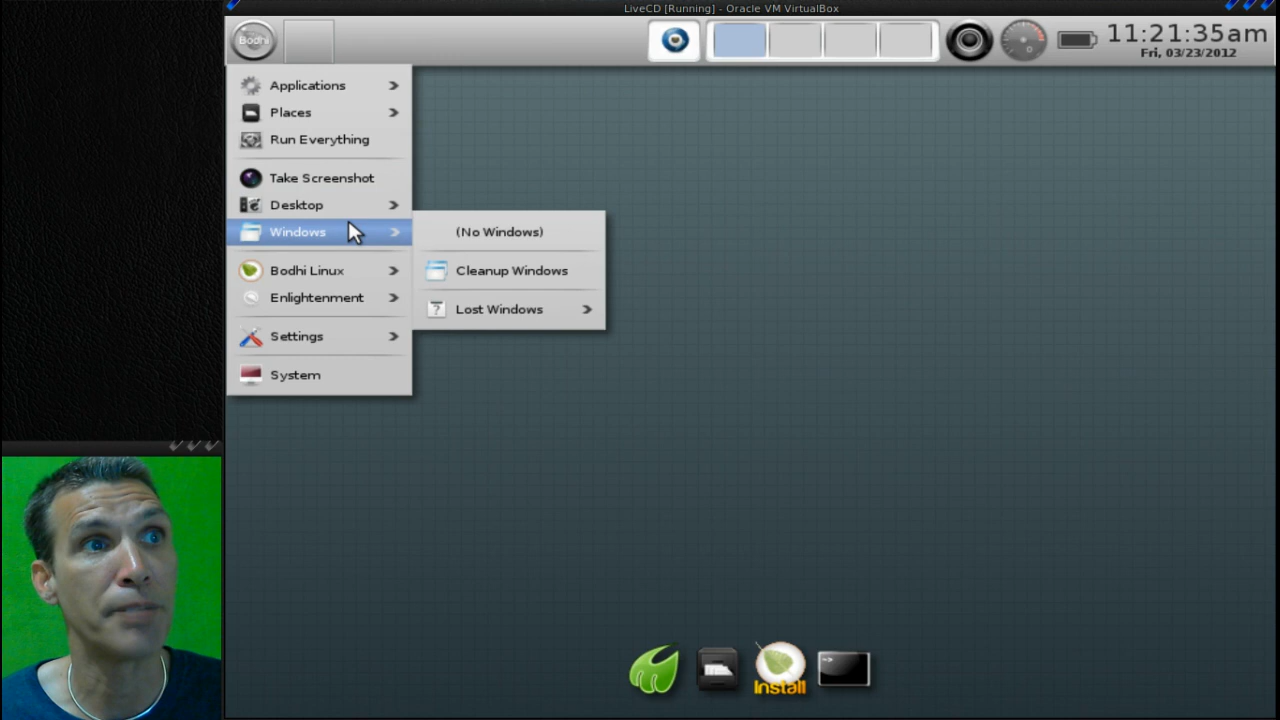 LiveCD [Running] - Oracle VM VirtualBox
Bodhi
11:21:35am
Fri, 03/23/2012
Applications
Places
Run Everything
Take Screenshot
Desktop
Windows
Bodhi Linux
Enlightenment
Settings
System
(No Windows)
Cleanup Windows
? Lost Windows
Install
>-